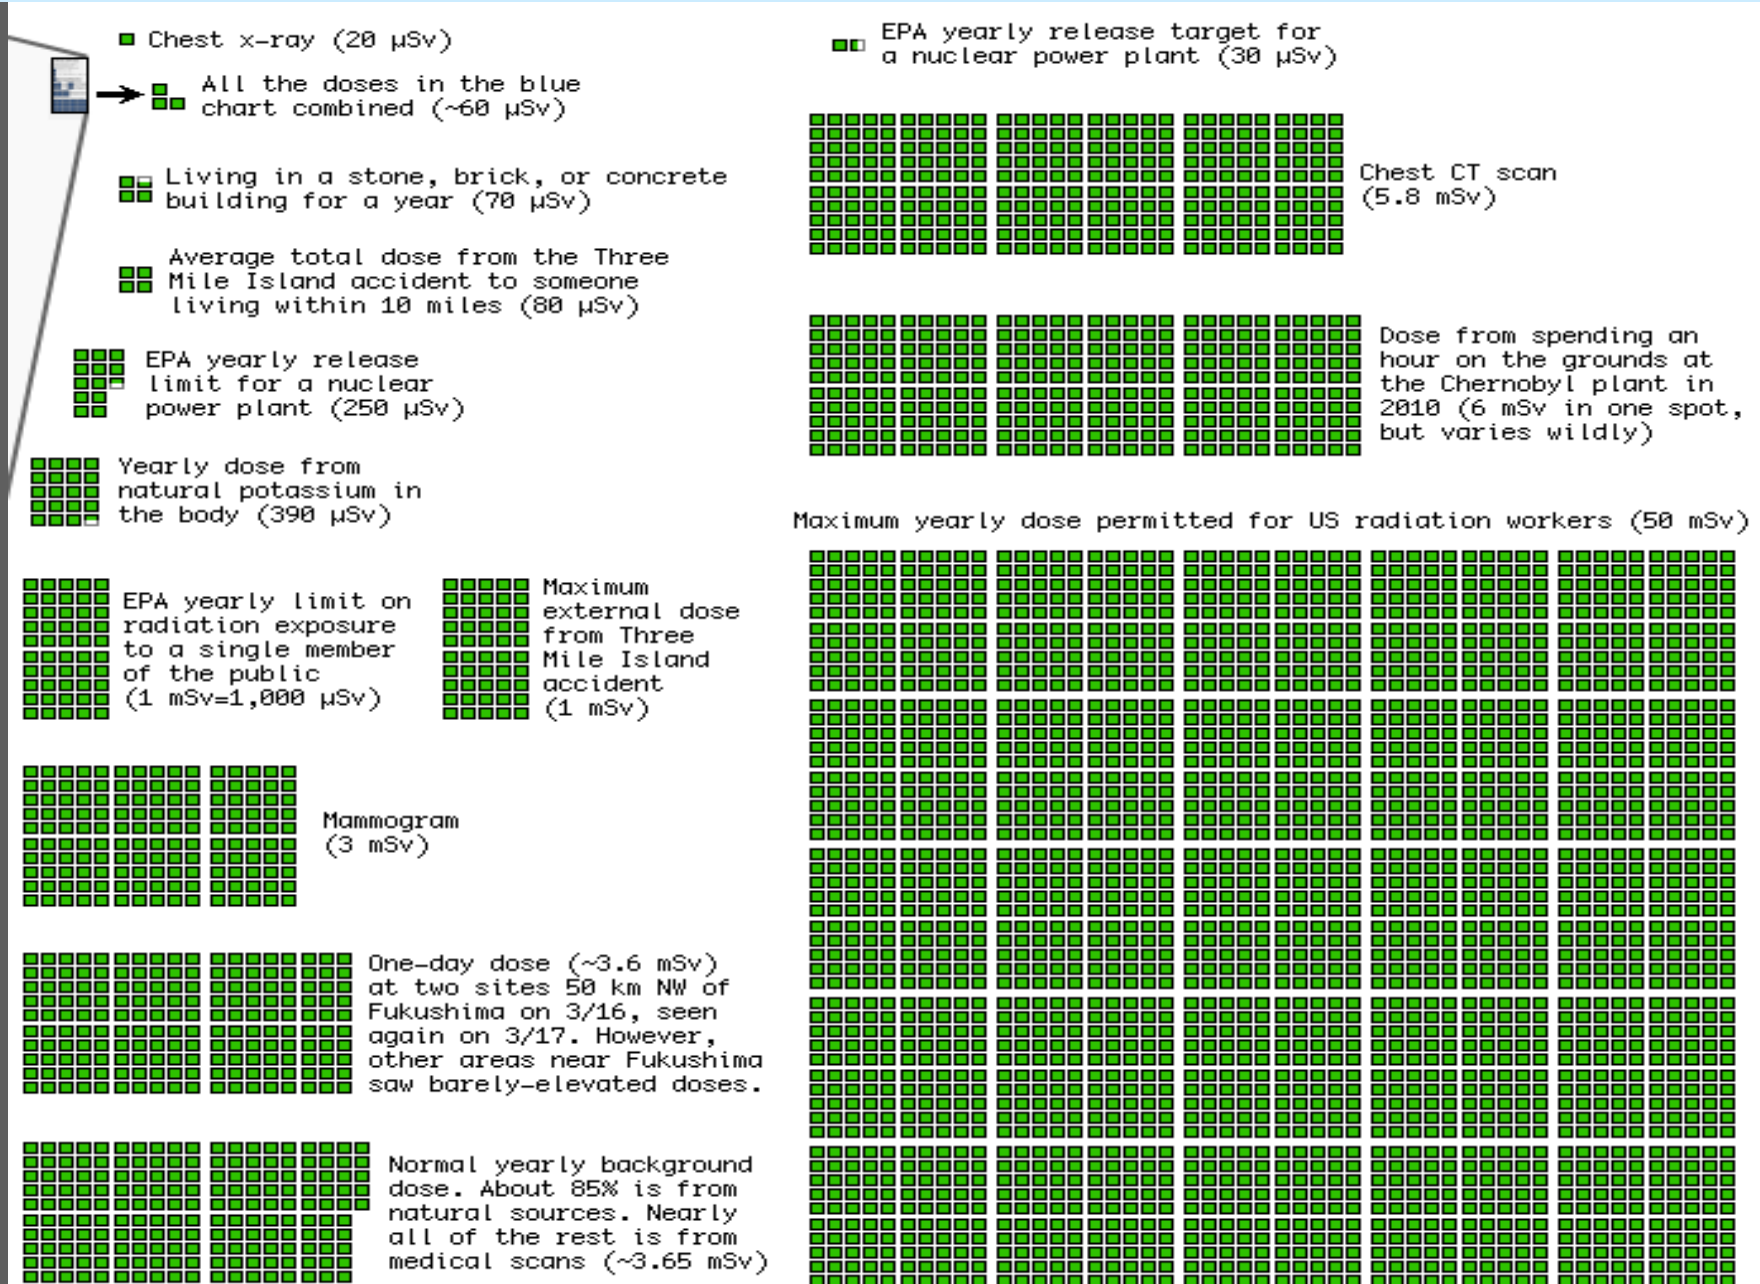 Chest x-ray (20 µSv)
All the doses in the blue
chart combined (~60 µSv)
Living in a stone, brick, or concrete
building for a year (70 µSv)
Average total dose from the Three
Mile Island accident to someone
living within 10 miles (80 µSv)
EPA yearly release
limit for a nuclear
power plant (250 µSv)
Yearly dose from
natural potassium in
the body (390 µSv)
EPA yearly limit on
radiation exposure
to a single member
of the public
(1 mSv=1,000 µSv)
Maximum
external dose
from Three
Mile Island
accident
(1 mSv)
Mammogram
(3 mSv)
One-day dose (~3.6 mSv)
at two sites 50 km NW of
Fukushima on 3/16, seen
again on 3/17. However,
other areas near Fukushima
saw barely-elevated doses.
Normal yearly background
dose. About 85% is from
natural sources. Nearly
all of the rest is from
medical scans (~3.65 mSv)
EPA yearly release target for
a nuclear power plant (30 µSv)
Chest CT scan
(5.8 mSv)
Dose from spending an
hour on the grounds at
the Chernobyl plant in
2010 (6 mSv in one spot,
but varies wildly)
Maximum yearly dose permitted for US radiation workers (50 mSv)